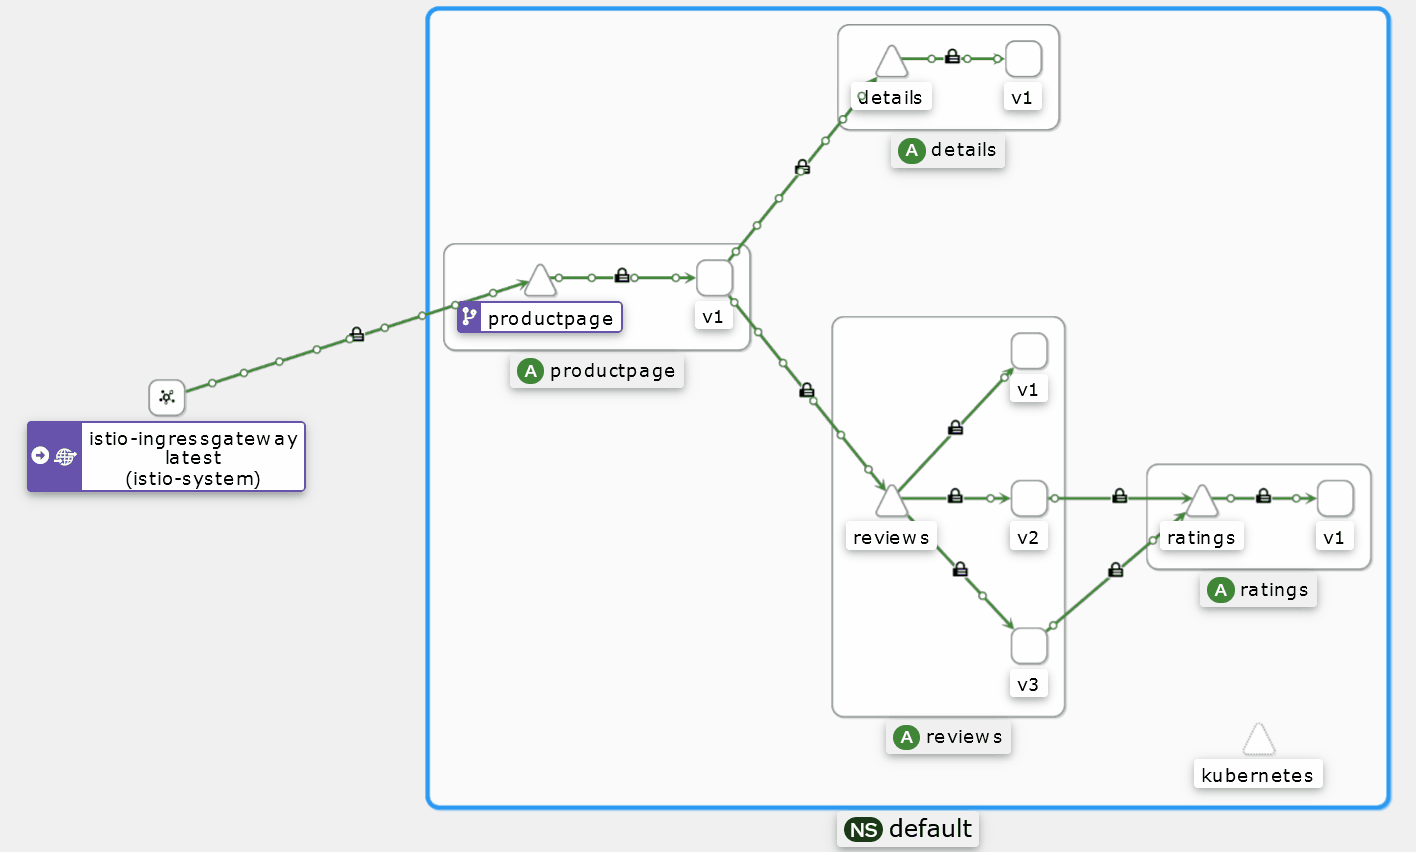 details
v1
A details
productpage
v1
A productpage
istio-ingressgateway
latest
(istio-system)
v1
reviews
v2
v3
A reviews
ratings
v1
A ratings
kubernetes
NS default